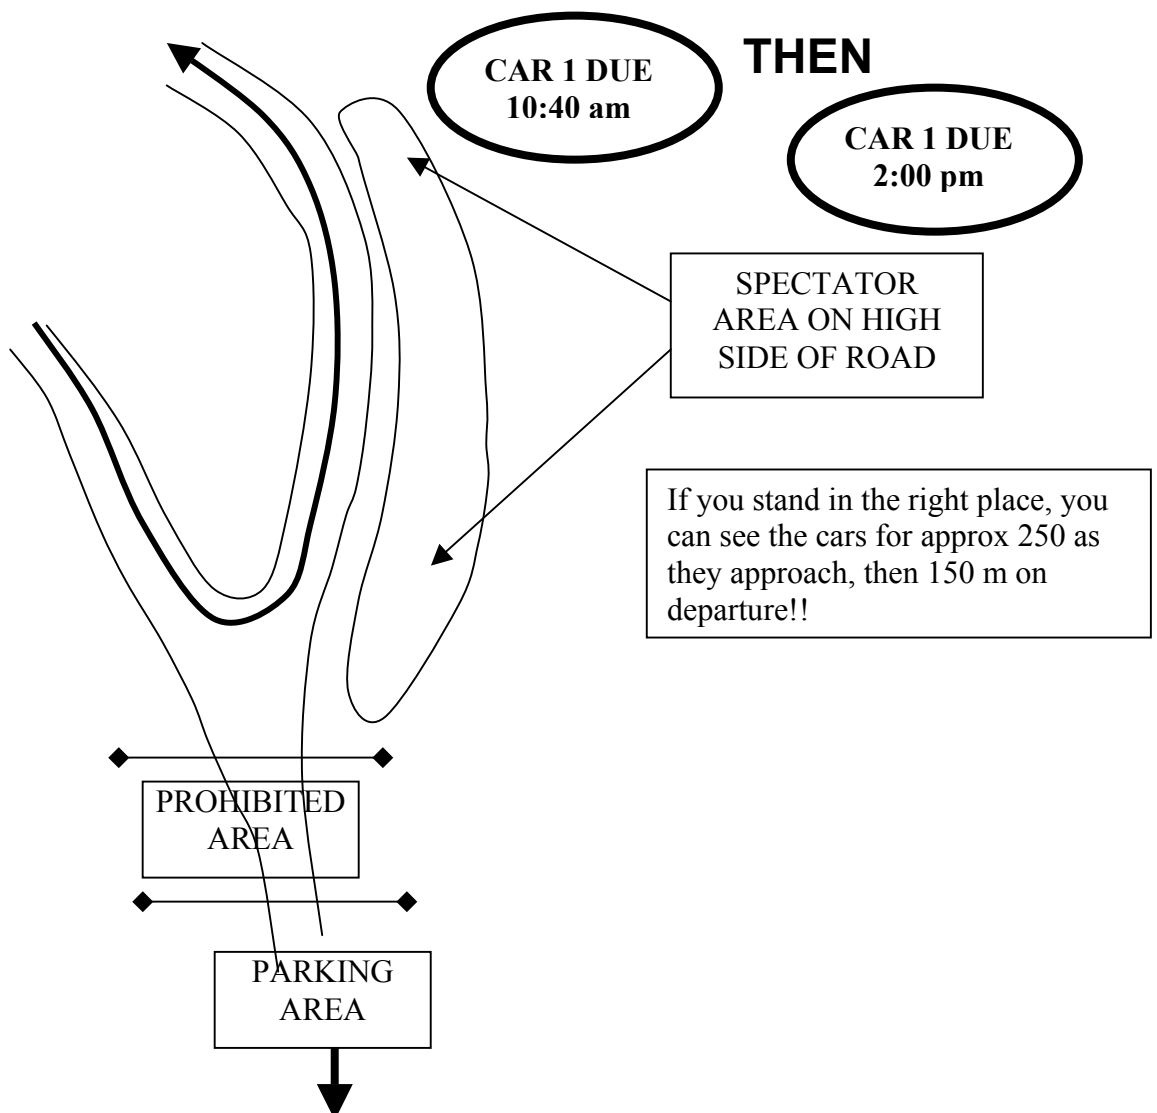 CAR 1 DUE
10:40 am
THEN
CAR 1 DUE
2:00 pm
SPECTATOR
AREA ON HIGH
SIDE OF ROAD
If you stand in the right place, you
can see the cars for approx 250 as
they approach, then 150 m on
departure!!
PROHIBITED
AREA
PARKING
AREA